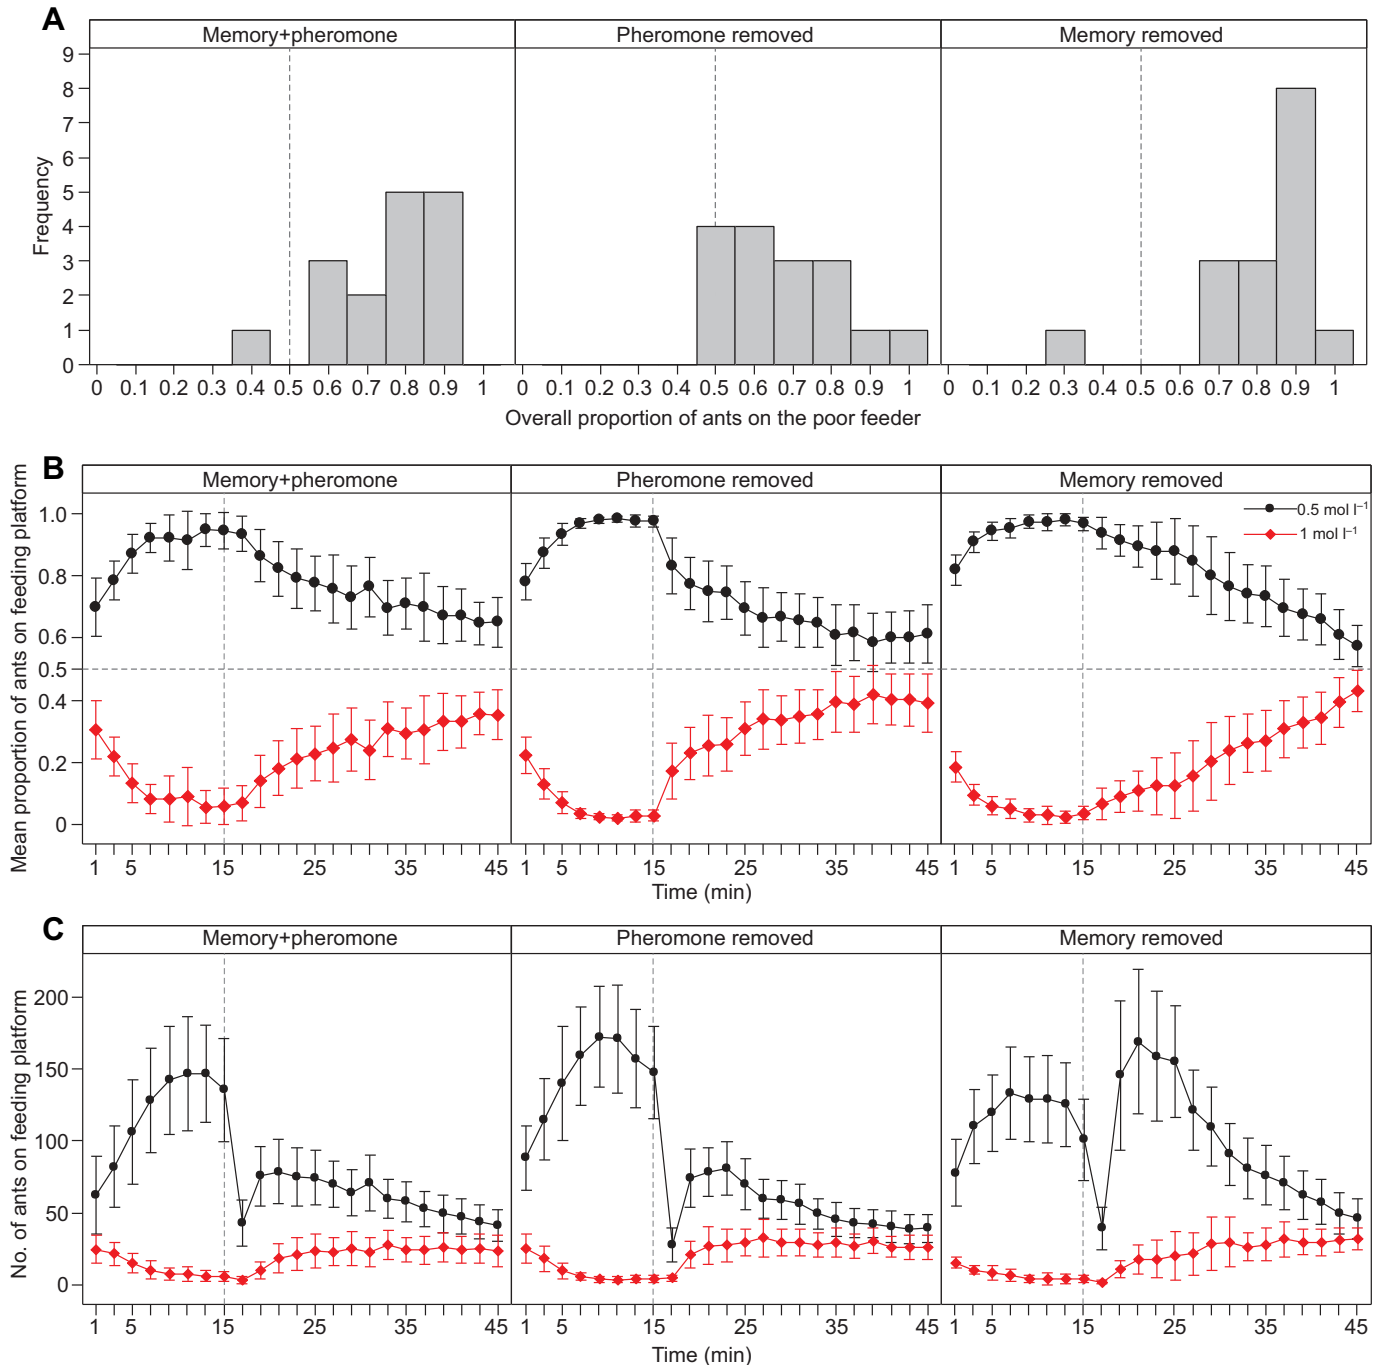 A
Memory+pheromone Pheromone removed Memory removed
9
8
7
6
5
4
3
2
1
0
Frequency
0 0.1 0.2 0.3 0.4 0.5 0.6 0.7 0.8 0.9 1 0 0.1 0.2 0.3 0.4 0.5 0.6 0.7 0.8 0.9 1 0 0.1 0.2 0.3 0.4 0.5 0.6 0.7 0.8 0.9 1
Overall proportion of ants on the poor feeder
B
Memory+pheromone Pheromone removed Memory removed
0.5 mol l⁻¹
1 mol l⁻¹
1.0
0.8
0.6
0.5
0.4
0.2
0
Mean proportion of ants on feeding platform
1 5 15 25 35 45 1 5 15 25 35 45 1 5 15 25 35 45
Time (min)
C
Memory+pheromone Pheromone removed Memory removed
200
150
100
50
0
No. of ants on feeding platform
1 5 15 25 35 45 1 5 15 25 35 45 1 5 15 25 35 45
Time (min)